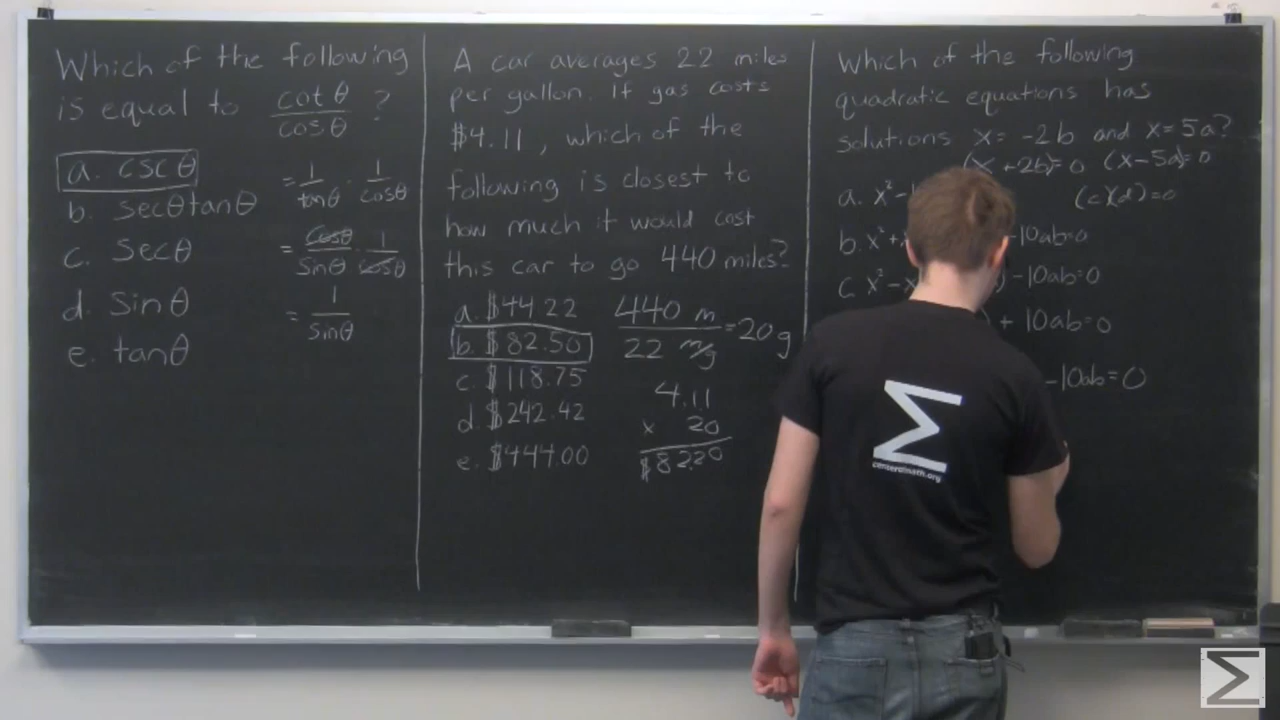 Which of the following
is equal to cotθ/cosθ ?
a. cscθ
b. secθtanθ
c. secθ
d. sinθ
e. tanθ
= 1/tanθ · 1/cosθ
= cosθ/sinθ · 1/cosθ
= 1/sinθ
A car averages 22 miles
per gallon. If gas costs
$4.11, which of the
following is closest to
how much it would cost
this car to go 440 miles?
a. $44.22
b. $82.50
c. $118.75
d. $242.42
e. $444.00
440 m
22 m/g
=20 g
4.11
x 20
$82.20
Which of the following
quadratic equations has
solutions x = -2b and x = 5a?
(x + 2b)=0 (x-5a)=0
(c)(d)=0
a. x²
b. x² -10ab=0
c. x² - x -10ab=0
+ 10ab=0
-10ab=0
Σ
centerofmath.org
Σ